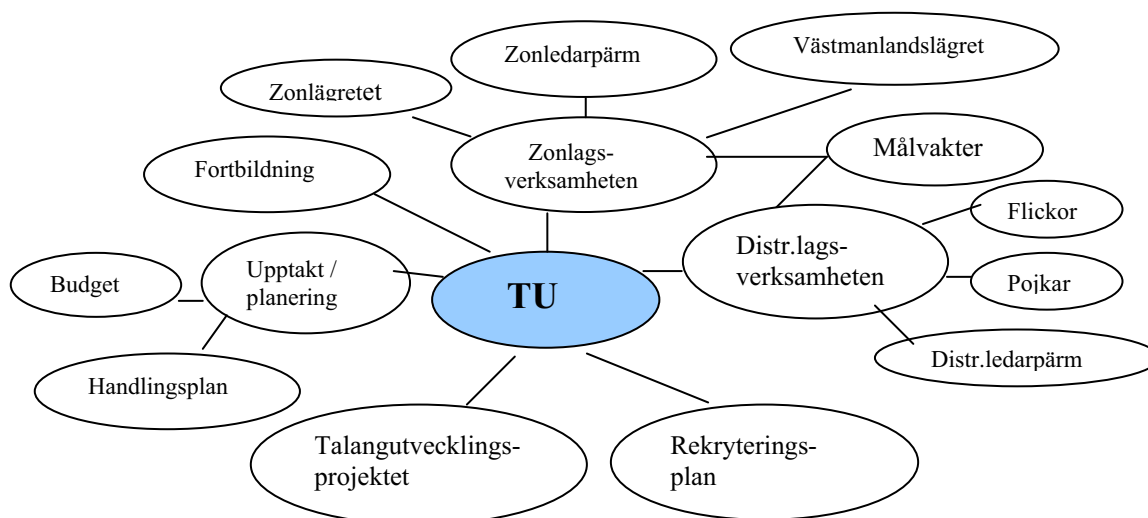 Västmanlandslägret
Zonledarpärm
Zonlägretet
Zonlags-
verksamheten
Målvakter
Fortbildning
Flickor
Distr.lags-
verksamheten
Upptakt /
planering
Budget
TU
Pojkar
Distr.ledarpärm
Handlingsplan
Talangutvecklings-
projektet
Rekryterings-
plan